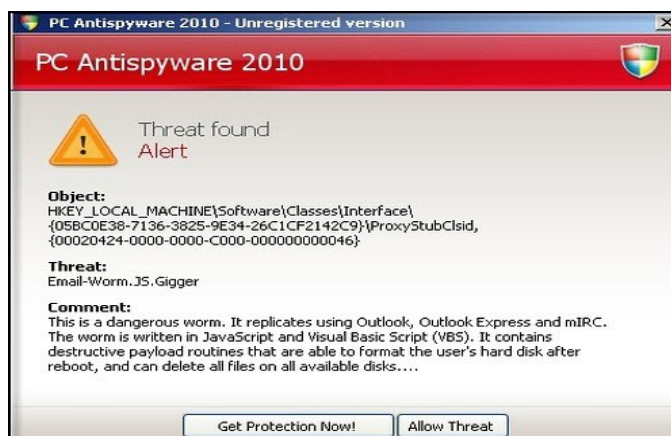 PC Antispyware 2010 - Unregistered version
PC Antispyware 2010
Threat found
Alert
Object:
HKEY_LOCAL_MACHINE\Software\Classes\Interface\
{05BC0E38-7136-3825-9E34-26C1CF2142C9}\ProxyStubClsid,
{00020424-0000-0000-C000-000000000046}
Threat:
Email-Worm.JS.Gigger
Comment:
This is a dangerous worm. It replicates using Outlook, Outlook Express and mIRC.
The worm is written in JavaScript and Visual Basic Script (VBS). It contains
destructive payload routines that are able to format the user's hard disk after
reboot, and can delete all files on all available disks....
Get Protection Now! Allow Threat